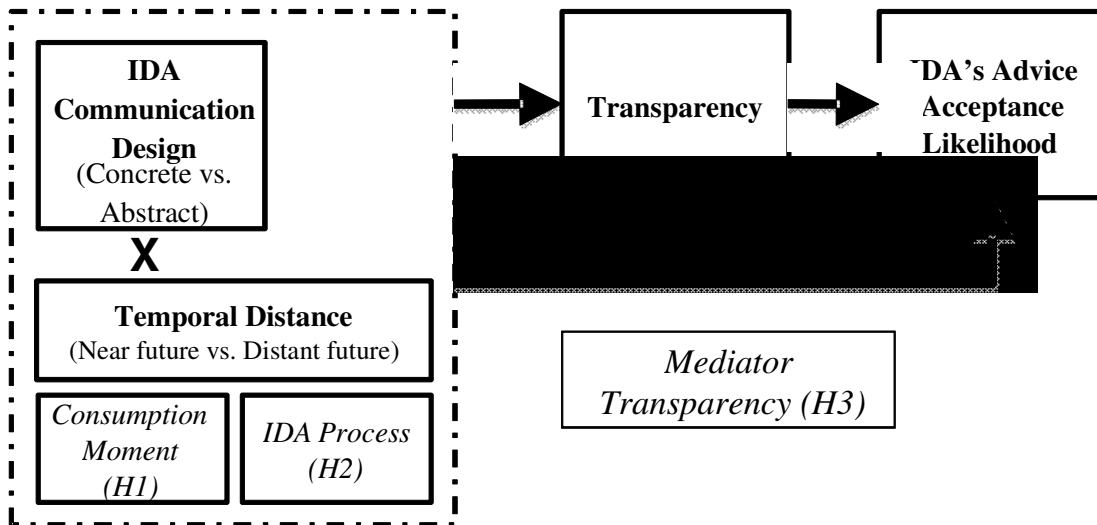 IDA
Communication
Design
(Concrete vs.
Abstract)
X
Temporal Distance
(Near future vs. Distant future)
Consumption
Moment
(H1)
IDA Process
(H2)
Transparency
IDA's Advice
Acceptance
Likelihood
Mediator
Transparency (H3)